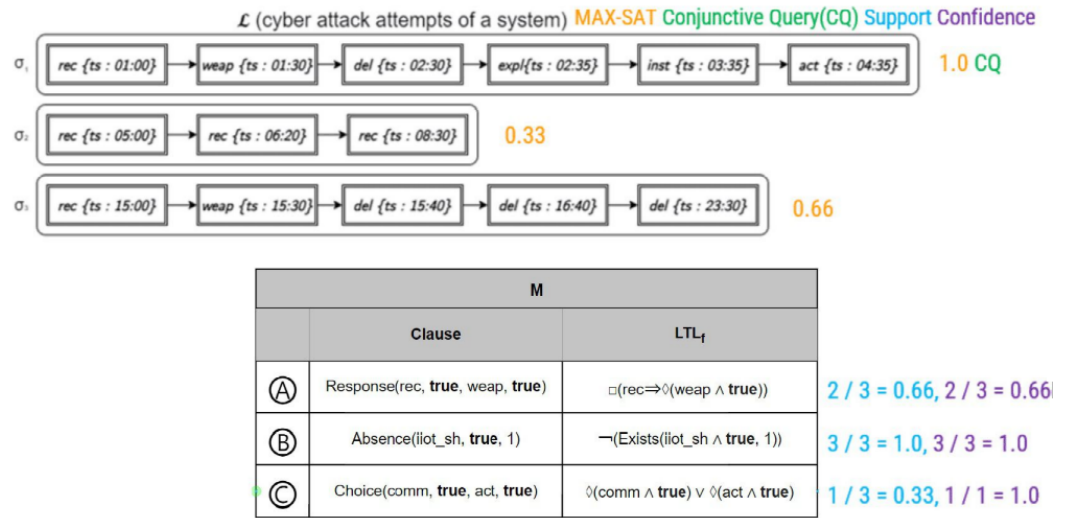 ℒ (cyber attack attempts of a system) MAX-SAT Conjunctive Query(CQ) Support Confidence
σ₁ rec {ts : 01:00} weap {ts : 01:30} del {ts : 02:30} expl{ts : 02:35} inst {ts : 03:35} act {ts : 04:35} 1.0 CQ
σ₂ rec {ts : 05:00} rec {ts : 06:20} rec {ts : 08:30} 0.33
σ₃ rec {ts : 15:00} weap {ts : 15:30} del {ts : 15:40} del {ts : 16:40} del {ts : 23:30} 0.66
M
Clause LTLf
A Response(rec, true, weap, true) □(rec⇒◊(weap ∧ true)) 2 / 3 = 0.66, 2 / 3 = 0.66
B Absence(iiot_sh, true, 1) ¬(Exists(iiot_sh ∧ true, 1)) 3 / 3 = 1.0, 3 / 3 = 1.0
C Choice(comm, true, act, true) ◊(comm ∧ true) ∨ ◊(act ∧ true) 1 / 3 = 0.33, 1 / 1 = 1.0